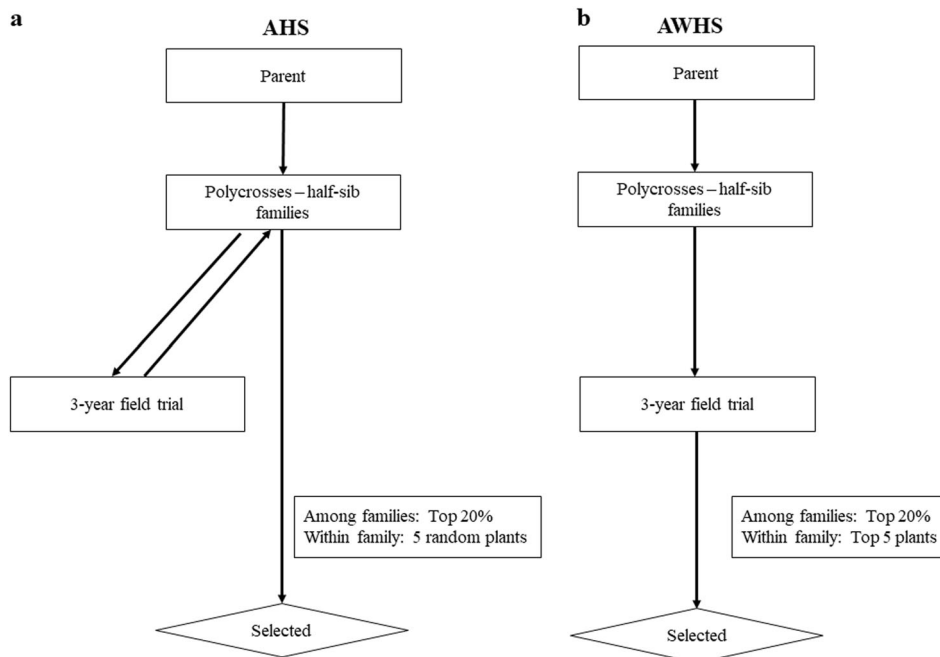 a
AHS
Parent
Polycrosses – half-sib
families
3-year field trial
Among families: Top 20%
Within family: 5 random plants
Selected
b
AWHS
Parent
Polycrosses – half-sib
families
3-year field trial
Among families: Top 20%
Within family: Top 5 plants
Selected